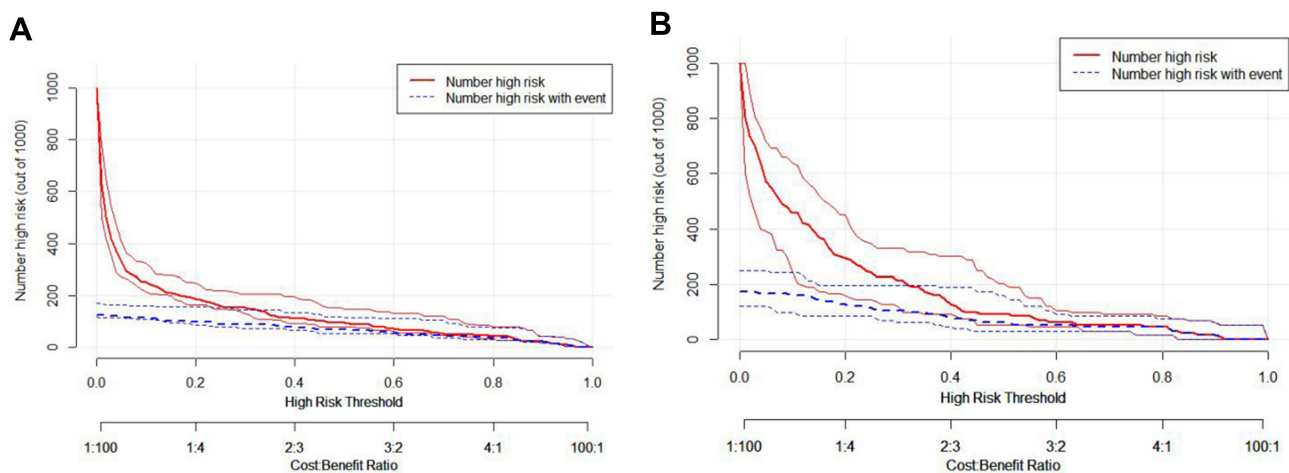 A
Number high risk
Number high risk with event
Number high risk (out of 1000)
1000
800
600
400
200
0
0.0 0.2 0.4 0.6 0.8 1.0
High Risk Threshold
1:100 1:4 2:3 3:2 4:1 100:1
Cost:Benefit Ratio
B
Number high risk
Number high risk with event
Number high risk (out of 1000)
1000
800
600
400
200
0
0.0 0.2 0.4 0.6 0.8 1.0
High Risk Threshold
1:100 1:4 2:3 3:2 4:1 100:1
Cost:Benefit Ratio